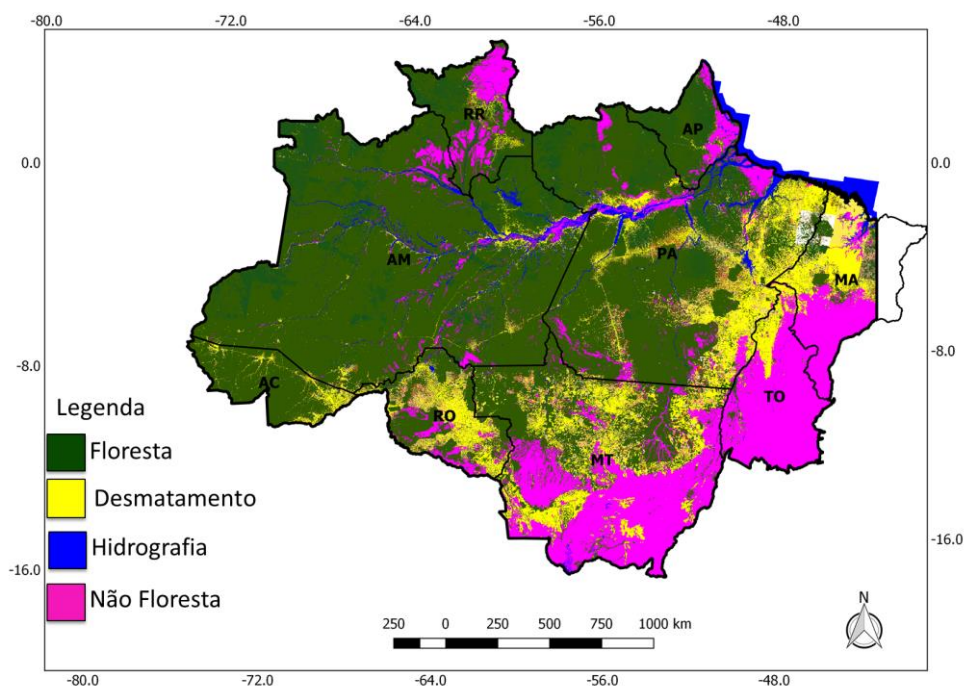 -80.0 -72.0 -64.0 -56.0 -48.0
RR
AP
0.0 0.0
AM
PA
MA
-8.0 -8.0
AC
TO
RO
MT
Legenda
Floresta
Desmatamento
Hidrografia
Não Floresta
-16.0
-16.0
N
250 0 250 500 750 1000 km
-80.0 -72.0 -64.0 -56.0 -48.0